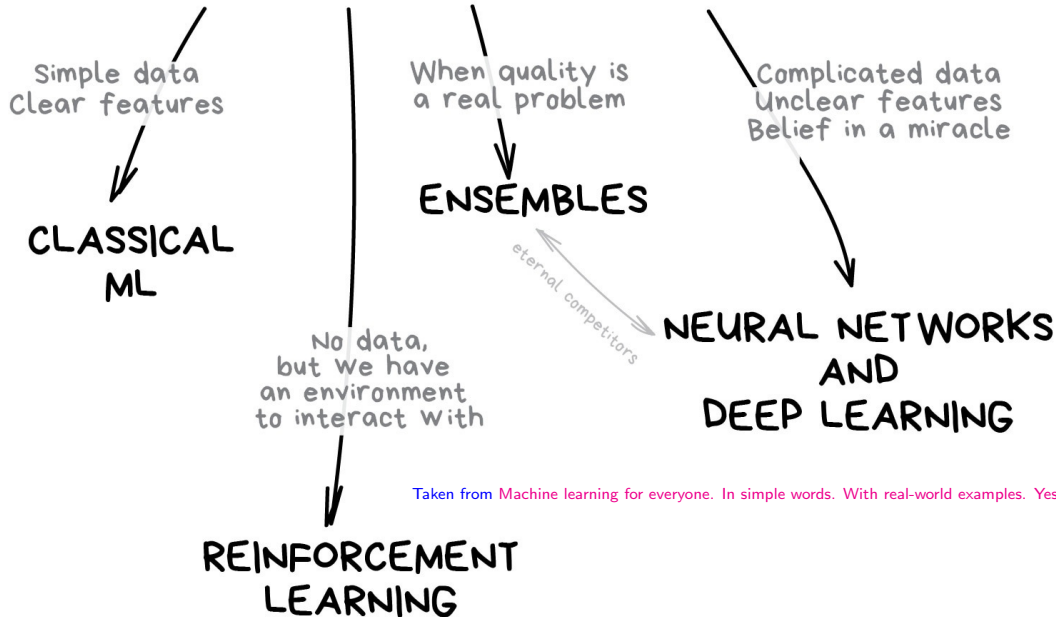 Simple data
Clear features
CLASSICAL
ML
No data,
but we have
an environment
to interact with
REINFORCEMENT
LEARNING
When quality is
a real problem
ENSEMBLES
eternal competitors
Complicated data
Unclear features
Belief in a miracle
NEURAL NETWORKS
AND
DEEP LEARNING
Taken from Machine learning for everyone. In simple words. With real-world examples. Yes